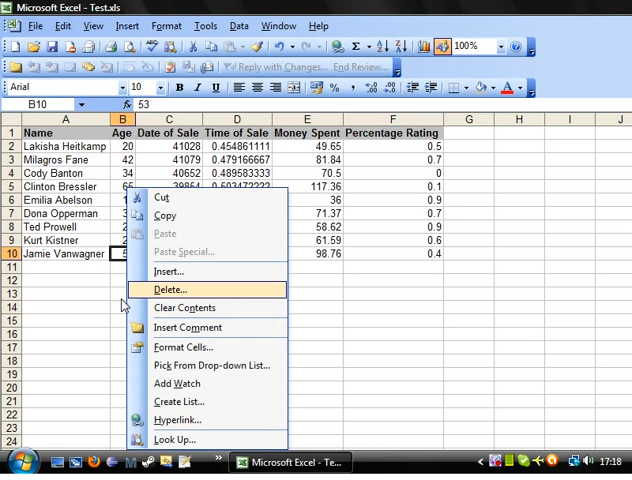 Microsoft Excel - Test.xls
File Edit View Insert Format Tools Data Window Help
100%
Reply with Changes... End Review...
Arial 10 B I U
B10 fx 53
A B C D E F G H I J
1 Name Age Date of Sale Time of Sale Money Spent Percentage Rating
2 Lakisha Heitkamp 20 41028 0.454861111 49.65 0.5
3 Milagros Fane 42 41079 0.479166667 81.84 0.7
4 Cody Banton 34 40652 0.489583333 70.5 0
5 Clinton Bressler 65 39854 0.503472222 117.36 0.1
6 Emilia Abelson 36 0.9
7 Dona Opperman 71.37 0.7
8 Ted Prowell 58.62 0.9
9 Kurt Kistner 61.59 0.6
10 Jamie Vanwagner 98.76 0.4
11
12
13
14
15
16
17
18
19
20
21
22
23
24
Cut
Copy
Paste
Paste Special...
Insert...
Delete...
Clear Contents
Insert Comment
Format Cells...
Pick From Drop-down List...
Add Watch
Create List...
Hyperlink...
Look Up...
Microsoft Excel - Te... 17:18